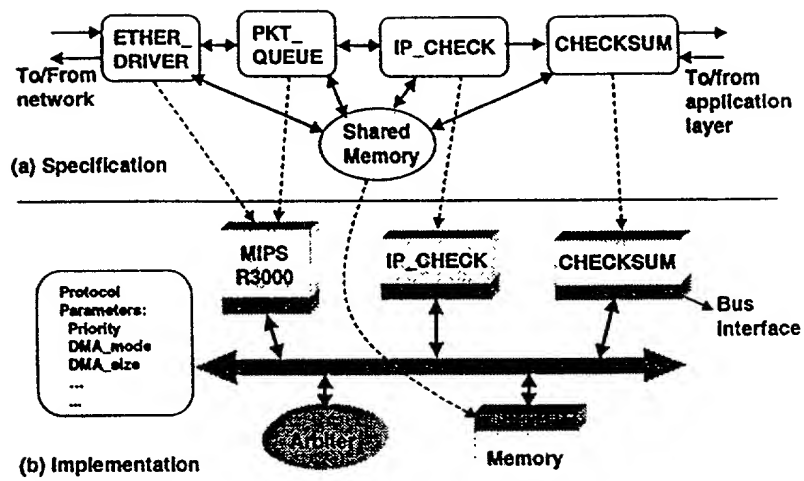 ETHER_
DRIVER
PKT_
QUEUE
IP_CHECK
CHECKSUM
To/From
network
To/from
application
layer
Shared
Memory
(a) Specification
MIPS
R3000
IP_CHECK
CHECKSUM
Protocol
Parameters:
Priority
DMA_mode
DMA_size
...
...
Bus
interface
Arbiter
Memory
(b) Implementation